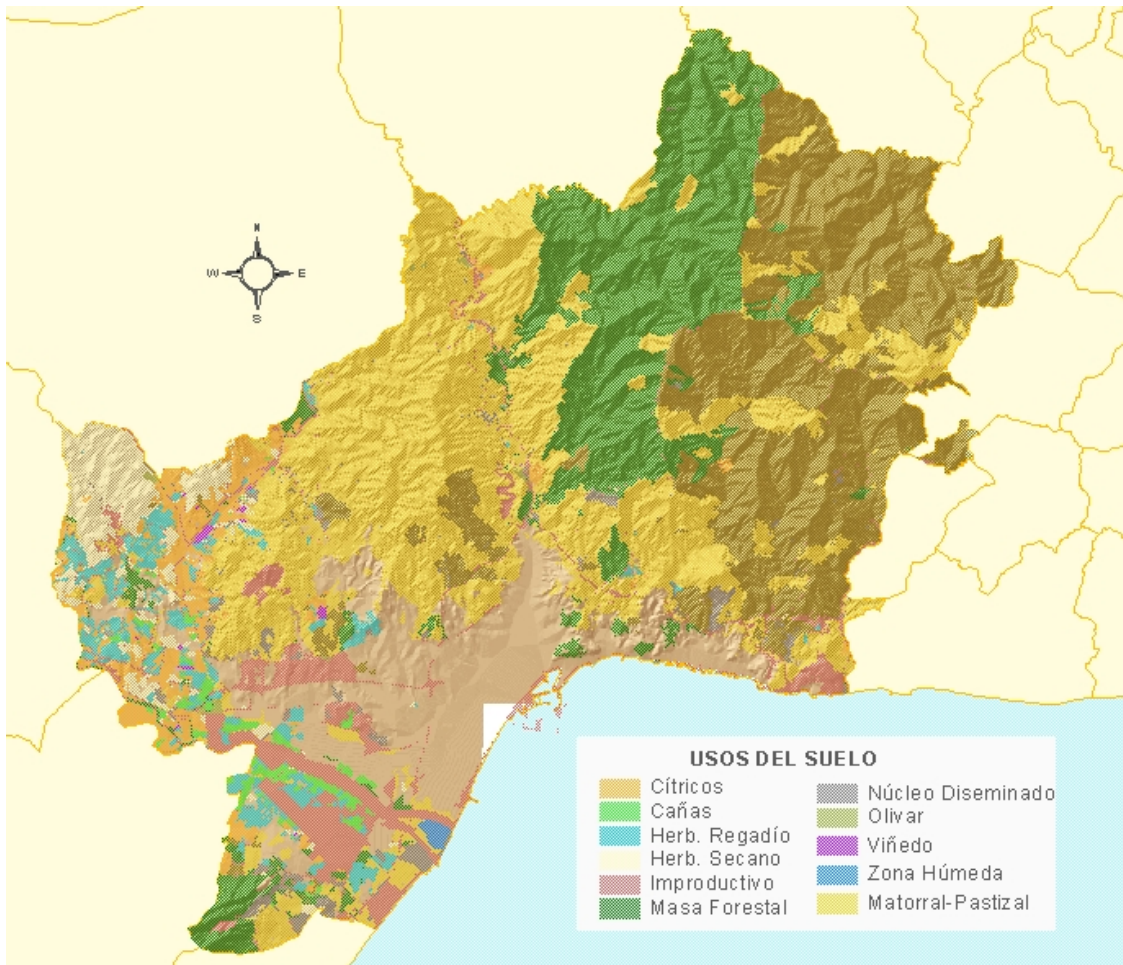 N
W E
S
USOS DEL SUELO
Cítricos
Cañas
Herb. Regadío
Herb. Secano
Improductivo
Masa Forestal
Núcleo Diseminado
Olivar
Viñedo
Zona Húmeda
Matorral-Pastizal